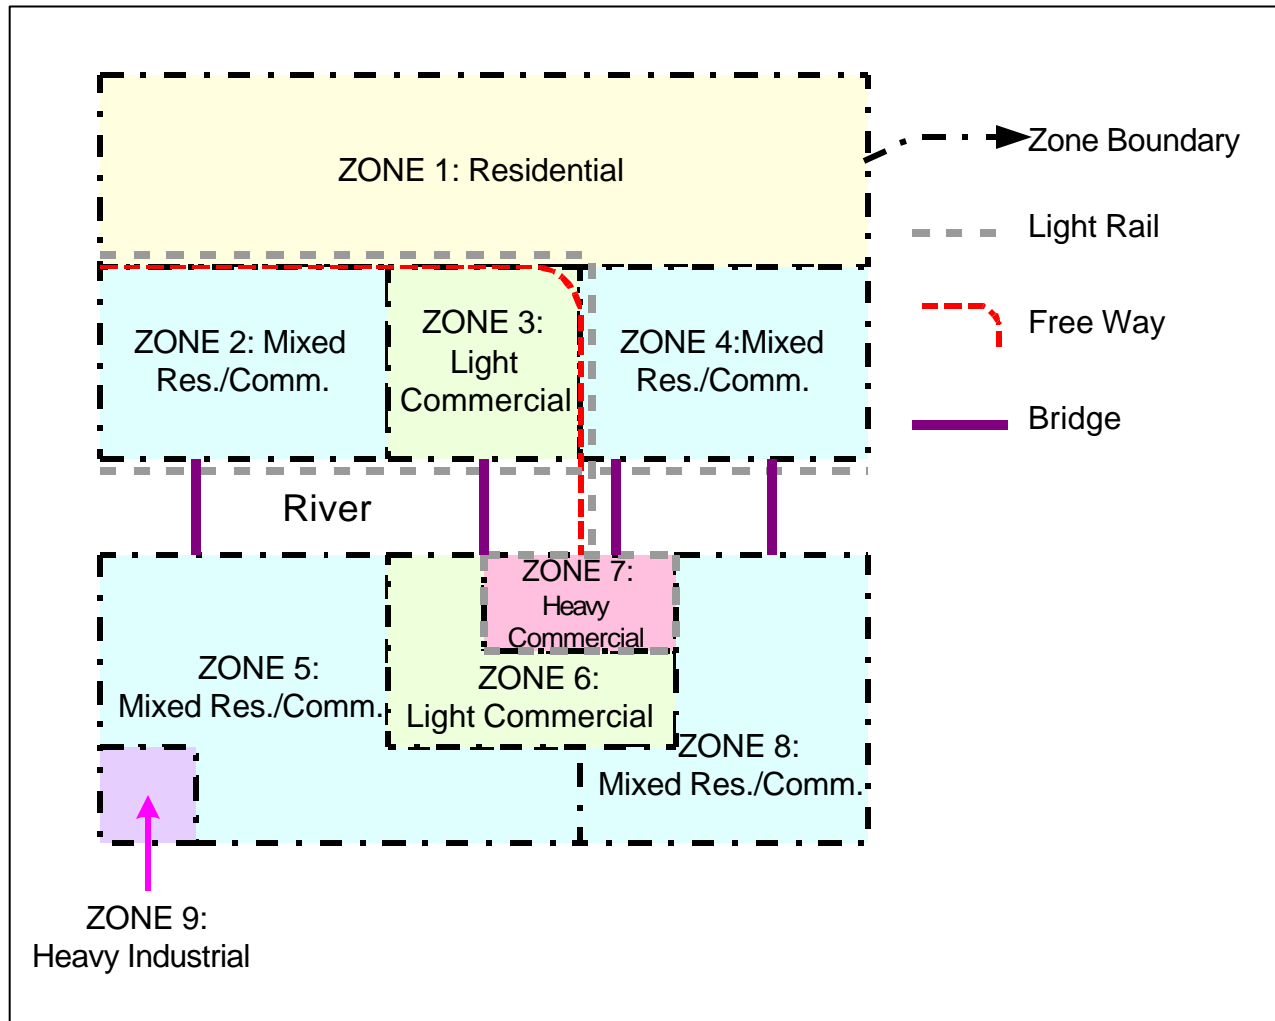 ZONE 1: Residential
Zone Boundary
Light Rail
Free Way
Bridge
ZONE 2: Mixed
Res./Comm.
ZONE 3:
Light
Commercial
ZONE 4:Mixed
Res./Comm.
River
ZONE 7:
Heavy
Commercial
ZONE 5:
Mixed Res./Comm.
ZONE 6:
Light Commercial
ZONE 8:
Mixed Res./Comm.
ZONE 9:
Heavy Industrial